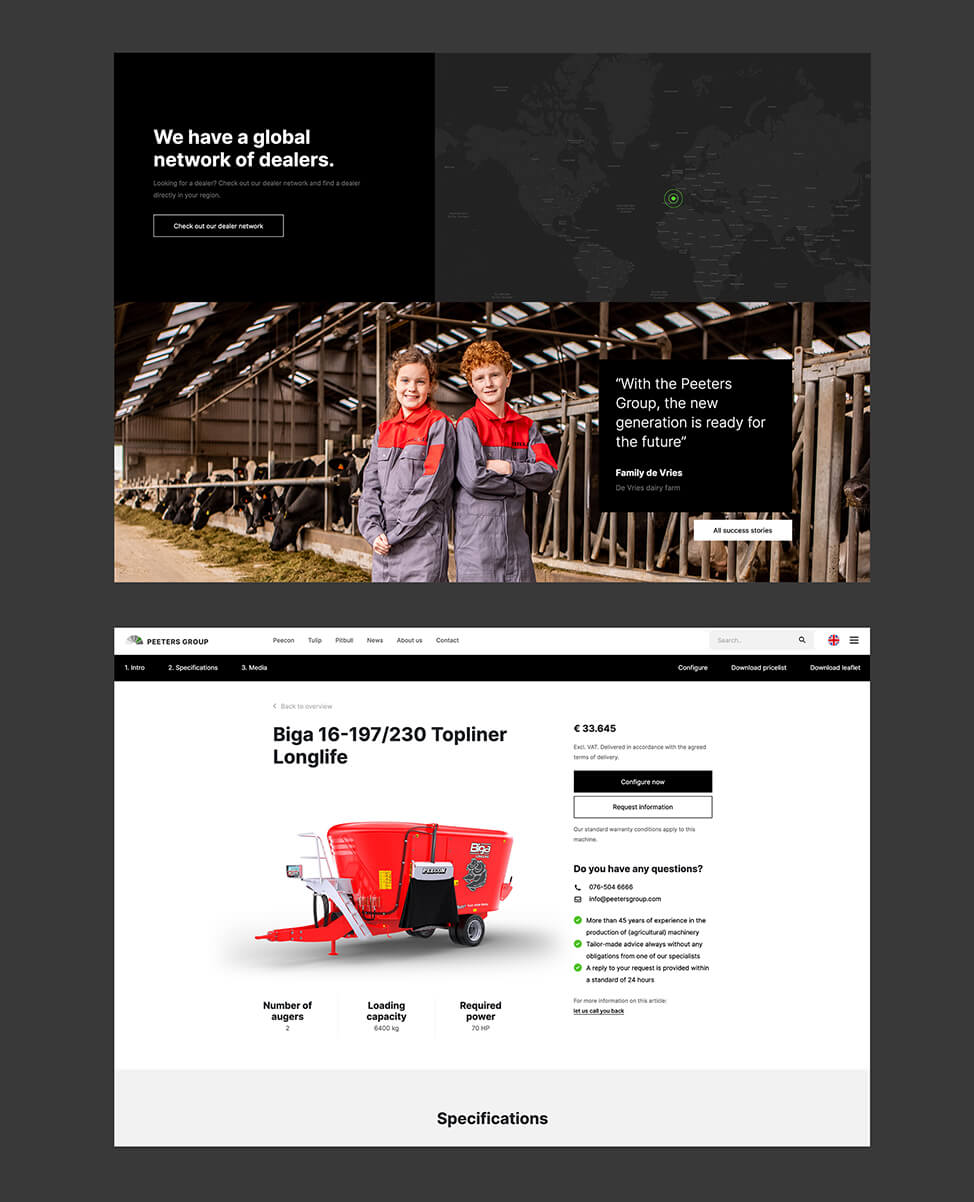 We have a global
network of dealers.
Looking for a dealer? Check out our dealer network and find a dealer
directly in your region.
Check out our dealer network
“With the Peeters
Group, the new
generation is ready for
the future”
Family de Vries
De Vries dairy farm
All success stories
PEETERS GROUP
Peecon
Tulip
Pitbull
News
About us
Contact
Search..
1. Intro
2. Specifications
3. Media
Configure
Download pricelist
Download leaflet
Back to overview
Biga 16-197/230 Topliner
Longlife
€ 33.645
Excl. VAT. Delivered in accordance with the agreed
terms of delivery.
Configure now
Request information
Our standard warranty conditions apply to this
machine.
Biga
PEECON
Do you have any questions?
076-504 6666
info@peetersgroup.com
More than 45 years of experience in the
production of (agricultural) machinery
Tailor-made advice always without any
obligations from one of our specialists
A reply to your request is provided within
a standard of 24 hours
For more information on this article:
let us call you back
Number of
augers
2
Loading
capacity
6400 kg
Required
power
70 HP
Specifications